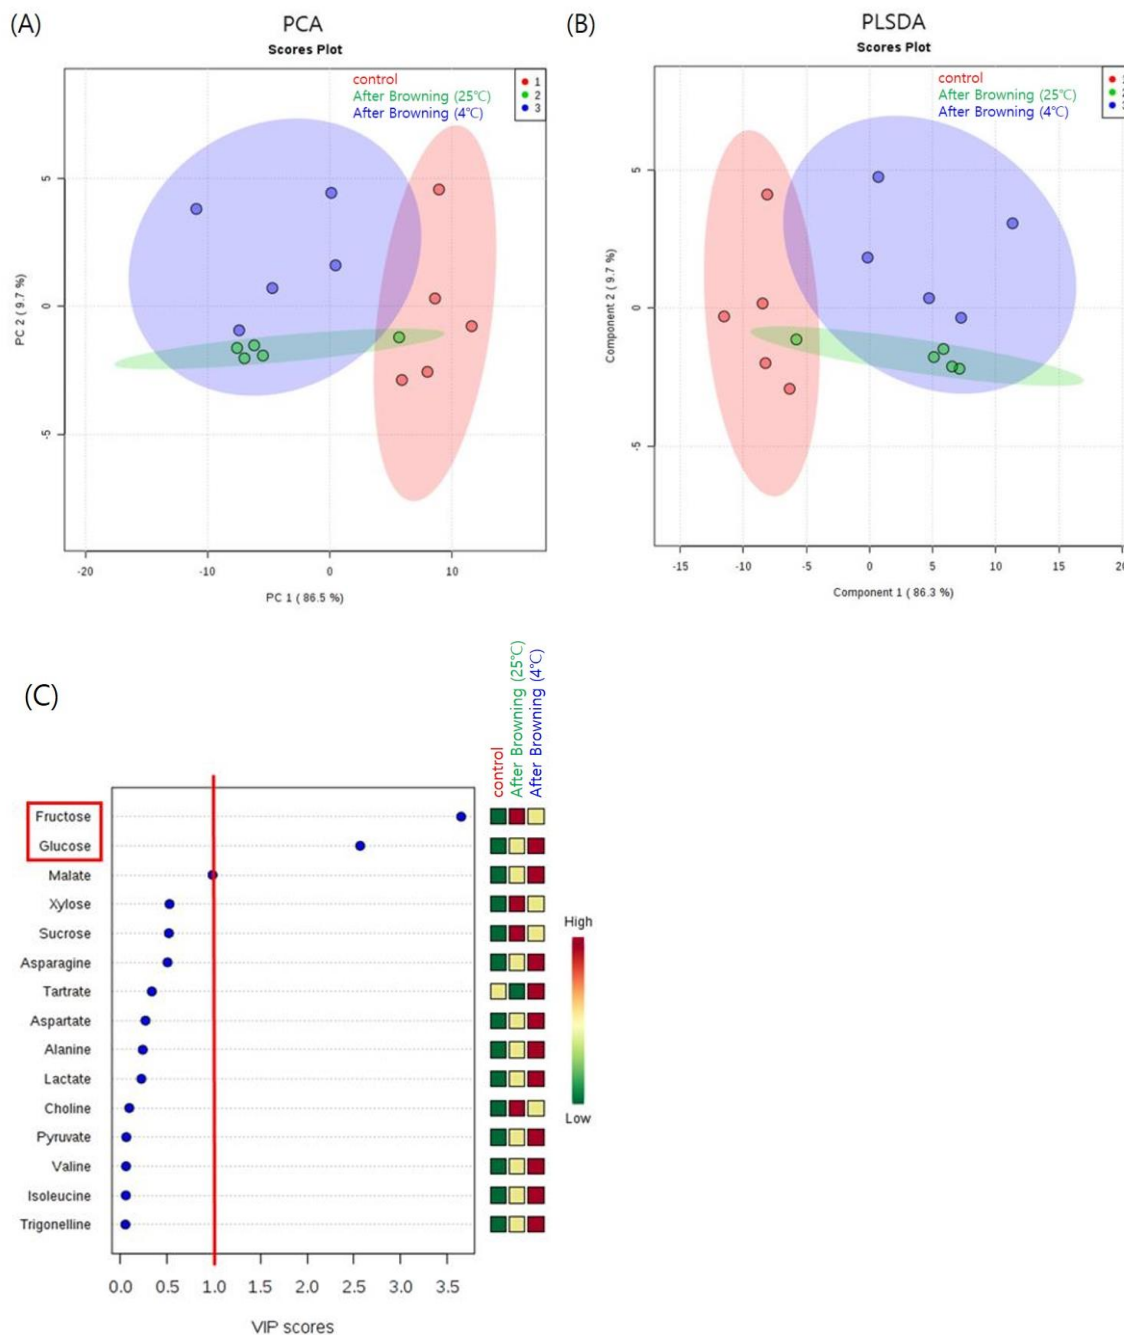 (A)
PCA
Scores Plot
control
After Browning (25℃)
After Browning (4℃)
1
2
3
5
0
-5
PC 2 ( 9.7 %)
-20
-10
0
10
PC 1 ( 86.5 %)
(B)
PLSDA
Scores Plot
control
After Browning (25℃)
After Browning (4℃)
5
0
-5
Component 2 ( 9.7 %)
-15
-10
-5
0
5
10
15
20
Component 1 ( 86.3 %)
(C)
control
After Browning (25℃)
After Browning (4℃)
Fructose
Glucose
Malate
Xylose
Sucrose
Asparagine
Tartrate
Aspartate
Alanine
Lactate
Choline
Pyruvate
Valine
Isoleucine
Trigonelline
High
Low
0.0
0.5
1.0
1.5
2.0
2.5
3.0
3.5
VIP scores